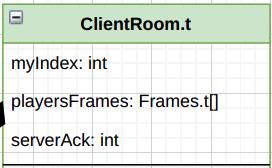 ClientRoom.t
myIndex: int
playersFrames: Frames.t[]
serverAck: int